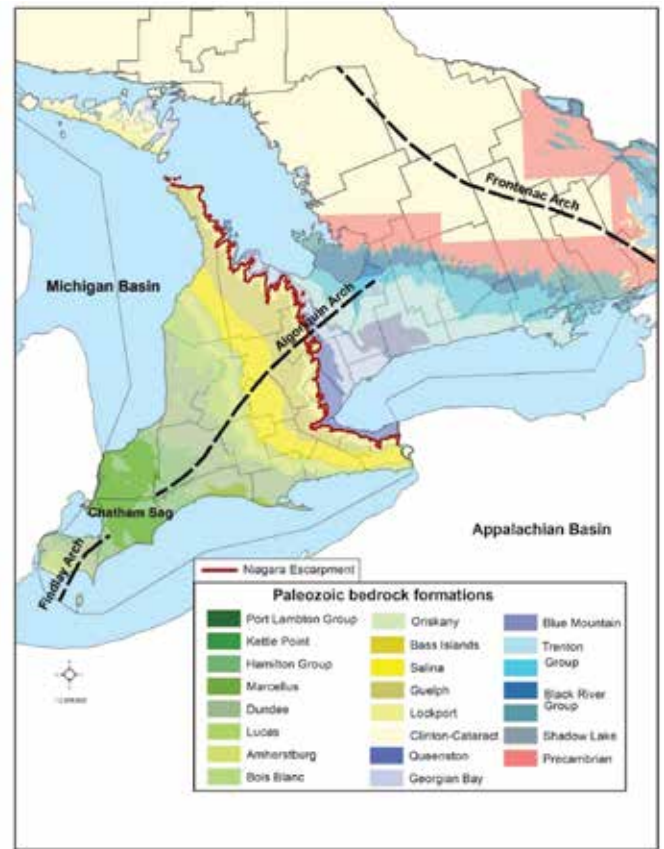 Frontenac Arch
Michigan Basin
Algonquin Arch
Chatham Sag
Appalachian Basin
Findlay Arch
Niagara Escarpment
Paleozoic bedrock formations
Port Lambton Group
Kettle Point
Hamilton Group
Marcellus
Dundee
Lucas
Amherstburg
Bois Blanc
Oriskany
Bass Islands
Salina
Guelph
Lockport
Clinton-Cataract
Queenston
Georgian Bay
Blue Mountain
Trenton
Group
Black River
Group
Shadow Lake
Precambrian